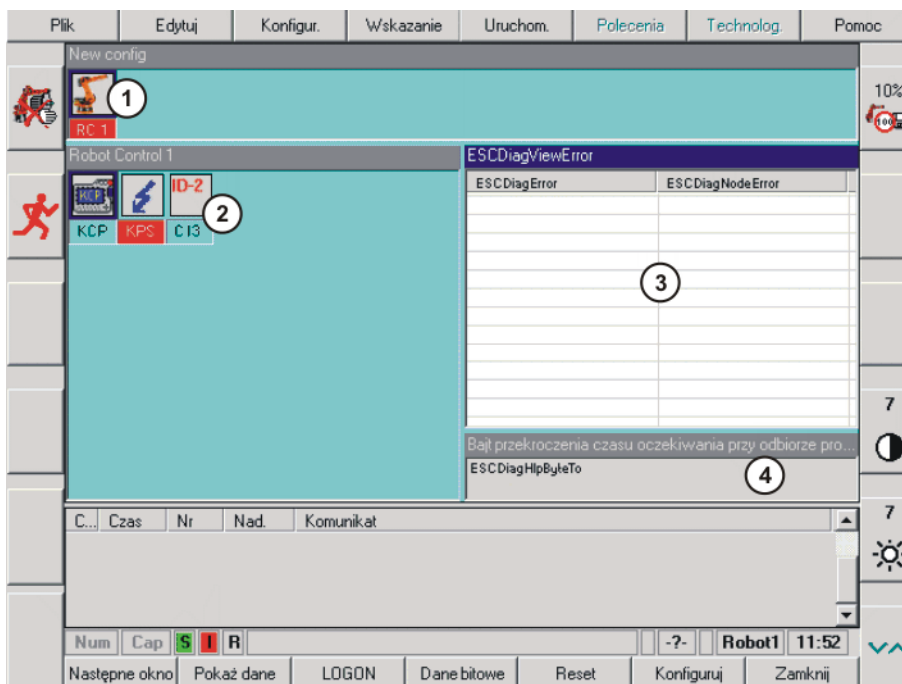 Plik Edytuj Konfigur. Wskazanie Uruchom. Polecenia Technolog. Pomoc
New config
1
RC 1
10%
100
Robot Control 1
ESCDiagViewError
ESCDiagError ESCDiagNodeError
KCP
ID-2
2
KCP KPS CI3
3
7
Bajt przekroczenia czasu oczekiwania przy odbiorze pro...
ESCDiagHlpByteTo
4
C... Czas Nr Nad. Komunikat
7
Num Cap S I R -?- Robot1 11:52
Następne okno Pokaż dane LOGON Dane bitowe Reset Konfiguruj Zamknij